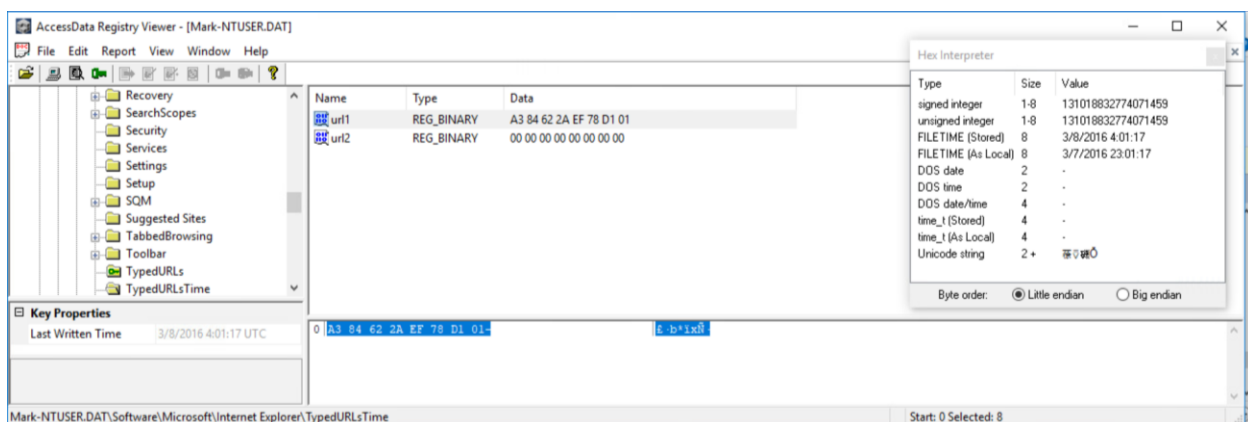 AccessData Registry Viewer - [Mark-NTUSER.DAT]
File Edit Report View Window Help
Recovery
SearchScopes
Security
Services
Settings
Setup
SQM
Suggested Sites
TabbedBrowsing
Toolbar
TypedURLs
TypedURLsTime
Key Properties
Last Written Time 3/8/2016 4:01:17 UTC
Name Type Data
url1 REG_BINARY A3 84 62 2A EF 78 D1 01
url2 REG_BINARY 00 00 00 00 00 00 00 00
0 A3 84 62 2A EF 78 D1 01- £·b*ïxÑ·
Hex Interpreter
Type Size Value
signed integer 1-8 131018832774071459
unsigned integer 1-8 131018832774071459
FILETIME (Stored) 8 3/8/2016 4:01:17
FILETIME (As Local) 8 3/7/2016 23:01:17
DOS date 2 -
DOS time 2 -
DOS date/time 4 -
time_t (Stored) 4 -
time_t (As Local) 4 -
Unicode string 2 +
Byte order: Little endian Big endian
Mark-NTUSER.DAT\Software\Microsoft\Internet Explorer\TypedURLsTime
Start: 0 Selected: 8